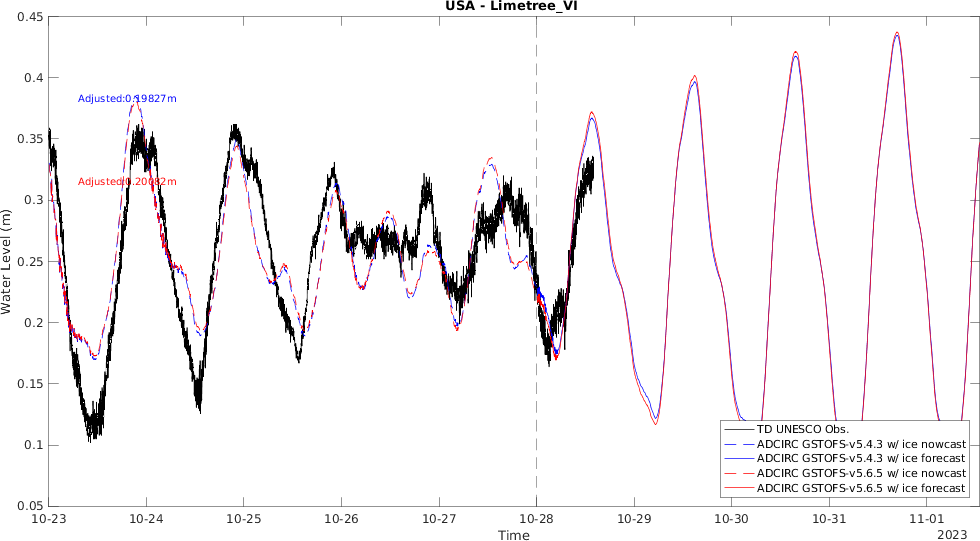 USA - Limetree_VI
0.45
0.4
0.35
0.3
0.25
0.2
0.15
0.1
0.05
Water Level (m)
Adjusted:0.19827m
Adjusted:0.20082m
TD UNESCO Obs.
ADCIRC GSTOFS-v5.4.3 w/ ice nowcast
ADCIRC GSTOFS-v5.4.3 w/ ice forecast
ADCIRC GSTOFS-v5.6.5 w/ ice nowcast
ADCIRC GSTOFS-v5.6.5 w/ ice forecast
10-23 10-24 10-25 10-26 10-27 10-28 10-29 10-30 10-31 11-01
Time
2023